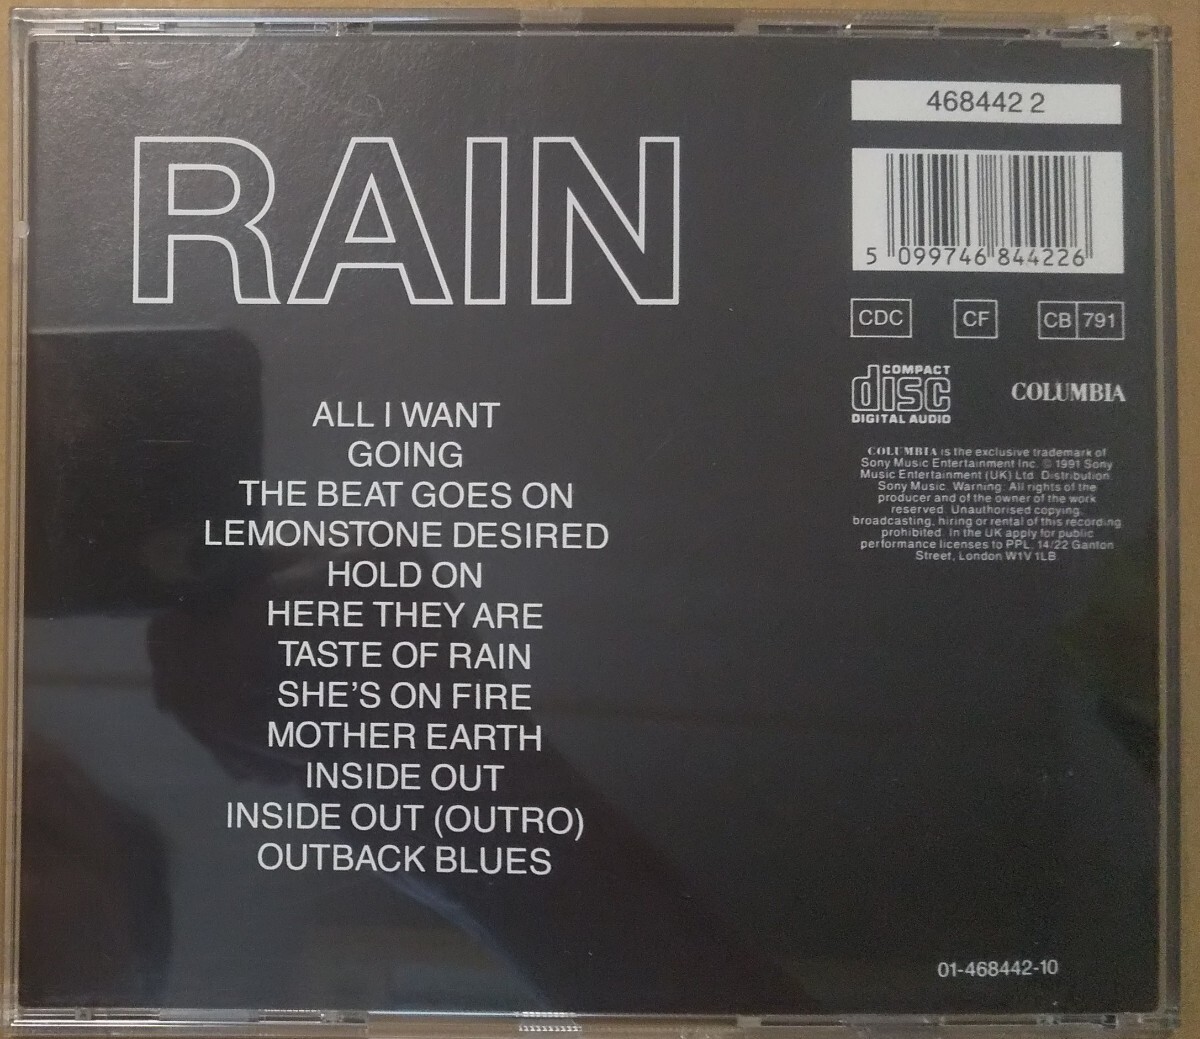 RAIN
ALL I WANT
GOING
THE BEAT GOES ON
LEMONSTONE DESIRED
HOLD ON
HERE THEY ARE
TASTE OF RAIN
SHE'S ON FIRE
MOTHER EARTH
INSIDE OUT
INSIDE OUT (OUTRO)
OUTBACK BLUES
468442 2
5 099746 844226
CDC CF CB 791
COMPACT
disc
DIGITAL AUDIO
COLUMBIA
COLUMBIA is the exclusive trademark of
Sony Music Entertainment Inc. © 1991 Sony
Music Entertainment (UK) Ltd. Distribution
Sony Music. Warning: All rights of the
producer and of the owner of the work
reserved. Unauthorised copying,
broadcasting, hiring or rental of this recording
prohibited. In the UK apply for public
performance licenses to PPL, 14/22 Ganton
Street, London W1V 1LB.
01-468442-10